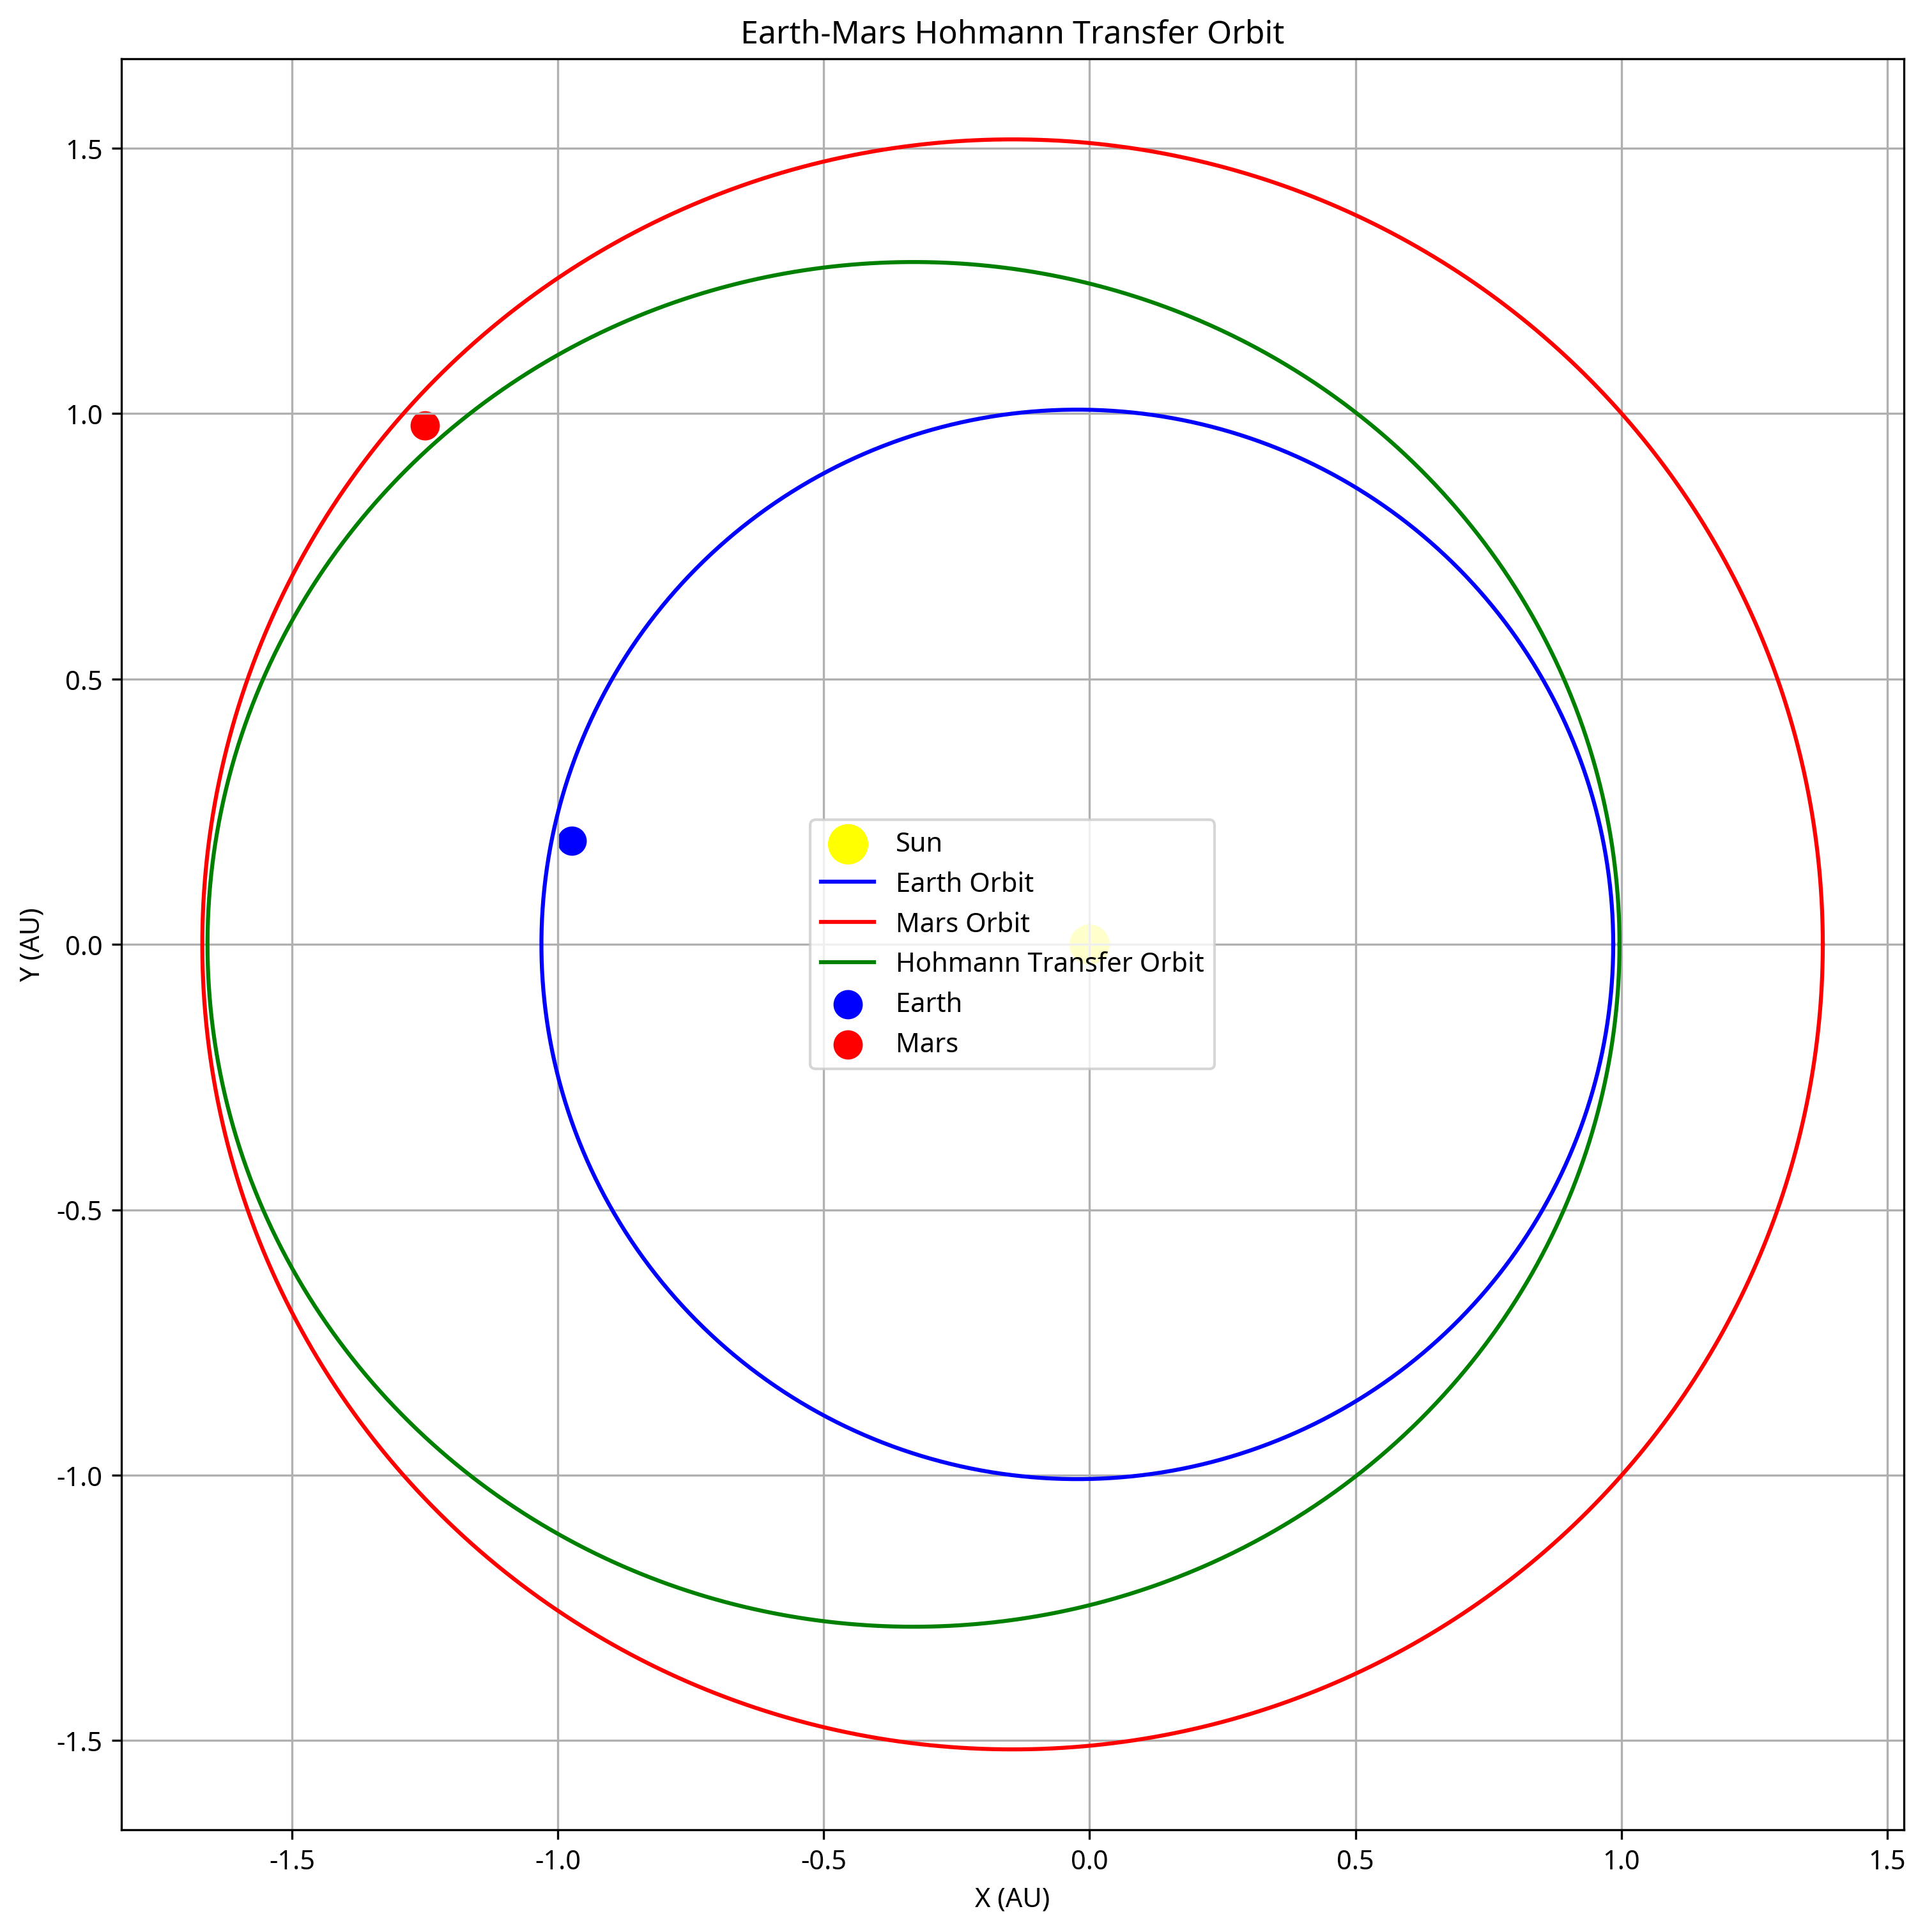 Earth-Mars Hohmann Transfer Orbit
Y (AU)
1.5
1.0
0.5
0.0
-0.5
-1.0
-1.5
Sun
Earth Orbit
Mars Orbit
Hohmann Transfer Orbit
Earth
Mars
-1.5 -1.0 -0.5 0.0 0.5 1.0 1.5
X (AU)